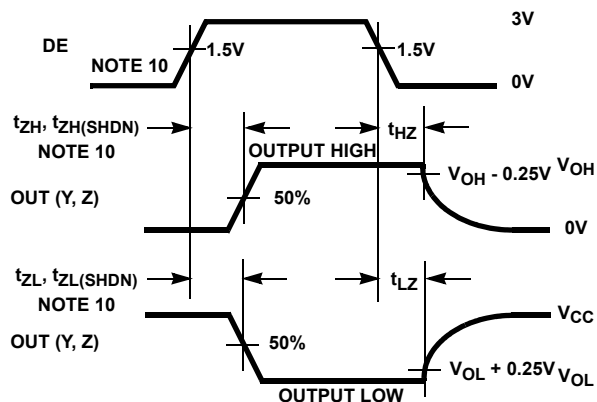 3V
DE
1.5V
1.5V
NOTE 10
0V
tZH, tZH(SHDN)
tHZ
NOTE 10
OUTPUT HIGH
VOH - 0.25V
VOH
OUT (Y, Z)
50%
0V
tZL, tZL(SHDN)
tLZ
NOTE 10
VCC
OUT (Y, Z)
50%
VOL + 0.25V
VOL
OUTPUT LOW